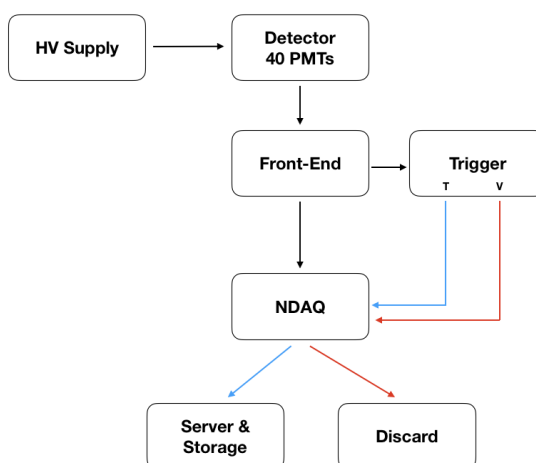 HV Supply
Detector
40 PMTs
Front-End
Trigger
T V
NDAQ
Server &
Storage
Discard